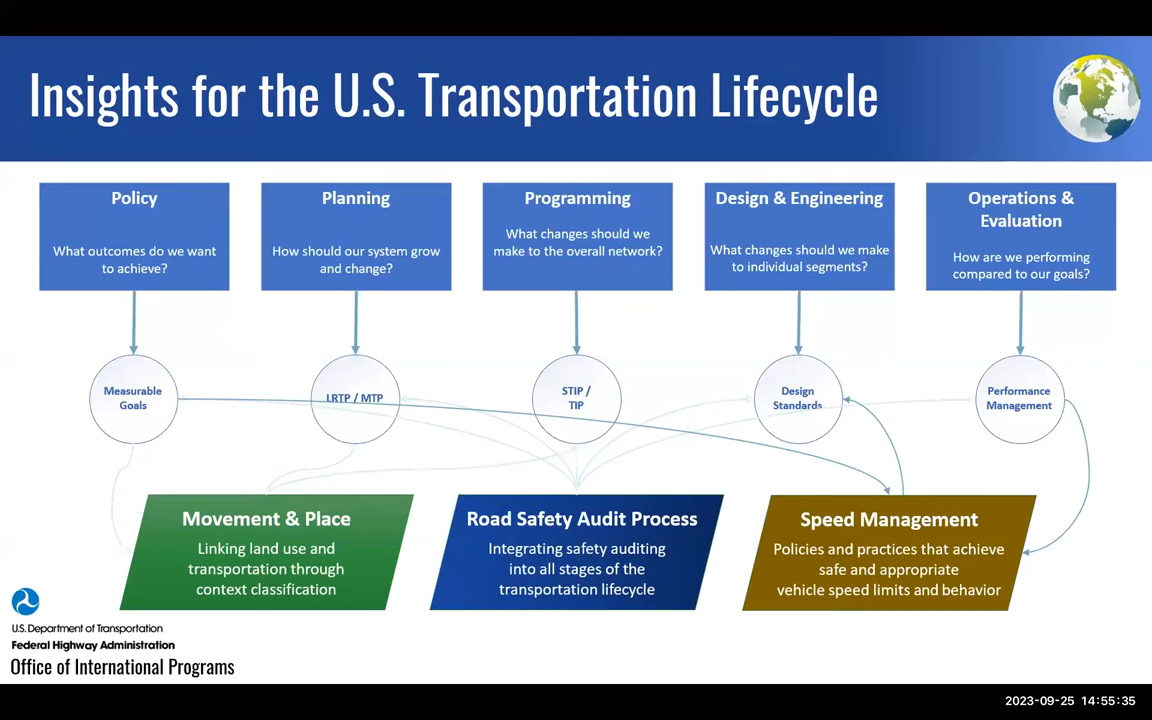 Insights for the U.S. Transportation Lifecycle
Policy
What outcomes do we want
to achieve?
Planning
How should our system grow
and change?
Programming
What changes should we
make to the overall network?
Design & Engineering
What changes should we make
to individual segments?
Operations &
Evaluation
How are we performing
compared to our goals?
Measurable
Goals
LRTP / MTP
STIP /
TIP
Design
Standards
Performance
Management
Movement & Place
Linking land use and
transportation through
context classification
Road Safety Audit Process
Integrating safety auditing
into all stages of the
transportation lifecycle
Speed Management
Policies and practices that achieve
safe and appropriate
vehicle speed limits and behavior
U.S. Department of Transportation
Federal Highway Administration
Office of International Programs
2023-09-25 14:55:35